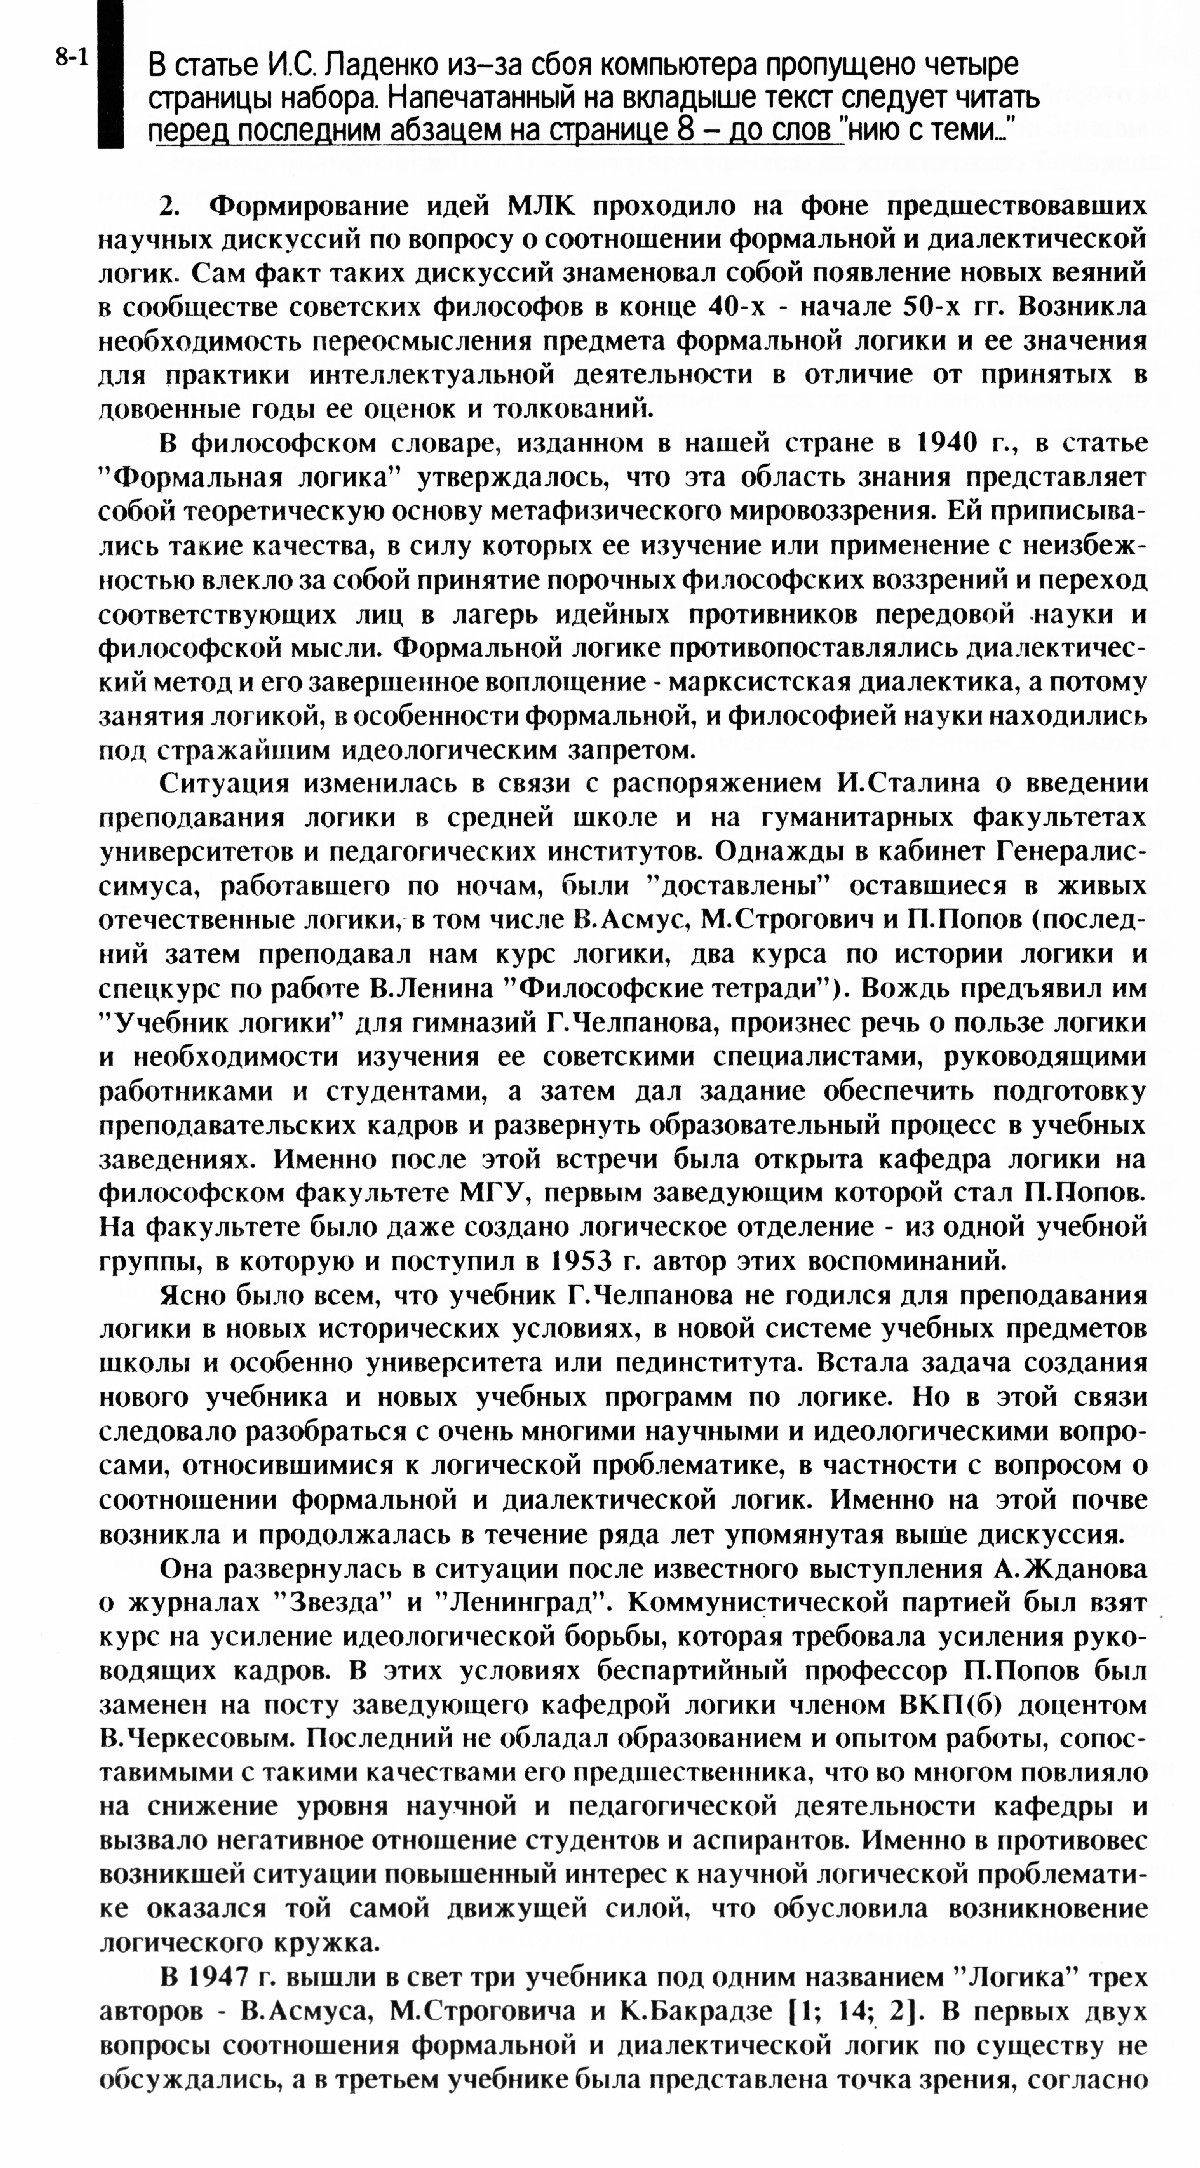 8-1
В статье И.С. Ладенко из-за сбоя компьютера пропущено четыре
страницы набора. Напечатанный на вкладыше текст следует читать
перед последним абзацем на странице 8 - до слов "нию с теми..."
2. Формирование идей МЛК проходило на фоне предшествовавших
научных дискуссий по вопросу о соотношении формальной и диалектической
логик. Сам факт таких дискуссий знаменовал собой появление новых веяний
в сообществе советских философов в конце 40-х - начале 50-х гг. Возникла
необходимость переосмысления предмета формальной логики и ее значения
для практики интеллектуальной деятельности в отличие от принятых в
довоенные годы ее оценок и толкований.
В философском словаре, изданном в нашей стране в 1940 г., в статье
"Формальная логика" утверждалось, что эта область знания представляет
собой теоретическую основу метафизического мировоззрения. Ей приписыва-
лись такие качества, в силу которых ее изучение или применение с неизбеж-
ностью влекло за собой принятие порочных философских воззрений и переход
соответствующих лиц в лагерь идейных противников передовой науки и
философской мысли. Формальной логике противопоставлялись диалектичес-
кий метод и его завершенное воплощение - марксистская диалектика, а потому
занятия логикой, в особенности формальной, и философией науки находились
под стражайшим идеологическим запретом.
Ситуация изменилась в связи с распоряжением И.Сталина о введении
преподавания логики в средней школе и на гуманитарных факультетах
университетов и педагогических институтов. Однажды в кабинет Генералис-
симуса, работавшего по ночам, были "доставлены" оставшиеся в живых
отечественные логики, в том числе В.Асмус, М.Строгович и П.Попов (послед-
ний затем преподавал нам курс логики, два курса по истории логики и
спецкурс по работе В.Ленина "Философские тетради"). Вождь предъявил им
"Учебник логики" для гимназий Г.Челпанова, произнес речь о пользе логики
и необходимости изучения ее советскими специалистами, руководящими
работниками и студентами, а затем дал задание обеспечить подготовку
преподавательских кадров и развернуть образовательный процесс в учебных
заведениях. Именно после этой встречи была открыта кафедра логики на
философском факультете МГУ, первым заведующим которой стал П.Попов.
На факультете было даже создано логическое отделение - из одной учебной
группы, в которую и поступил в 1953 г. автор этих воспоминаний.
Ясно было всем, что учебник Г.Челпанова не годился для преподавания
логики в новых исторических условиях, в новой системе учебных предметов
школы и особенно университета или пединститута. Встала задача создания
нового учебника и новых учебных программ по логике. Но в этой связи
следовало разобраться с очень многими научными и идеологическими вопро-
сами, относившимися к логической проблематике, в частности с вопросом о
соотношении формальной и диалектической логик. Именно на этой почве
возникла и продолжалась в течение ряда лет упомянутая выше дискуссия.
Она развернулась в ситуации после известного выступления А.Жданова
о журналах "Звезда" и "Ленинград". Коммунистической партией был взят
курс на усиление идеологической борьбы, которая требовала усиления руко-
водящих кадров. В этих условиях беспартийный профессор П.Попов был
заменен на посту заведующего кафедрой логики членом ВКП(б) доцентом
В.Черкесовым. Последний не обладал образованием и опытом работы, сопос-
тавимыми с такими качествами его предшественника, что во многом повлияло
на снижение уровня научной и педагогической деятельности кафедры и
вызвало негативное отношение студентов и аспирантов. Именно в противовес
возникшей ситуации повышенный интерес к научной логической проблемати-
ке оказался той самой движущей силой, что обусловила возникновение
логического кружка.
В 1947 г. вышли в свет три учебника под одним названием "Логика" трех
авторов - В.Асмуса, М.Строговича и К.Бакрадзе [1; 14; 2]. В первых двух
вопросы соотношения формальной и диалектической логик по существу не
обсуждались, а в третьем учебнике была представлена точка зрения, согласно